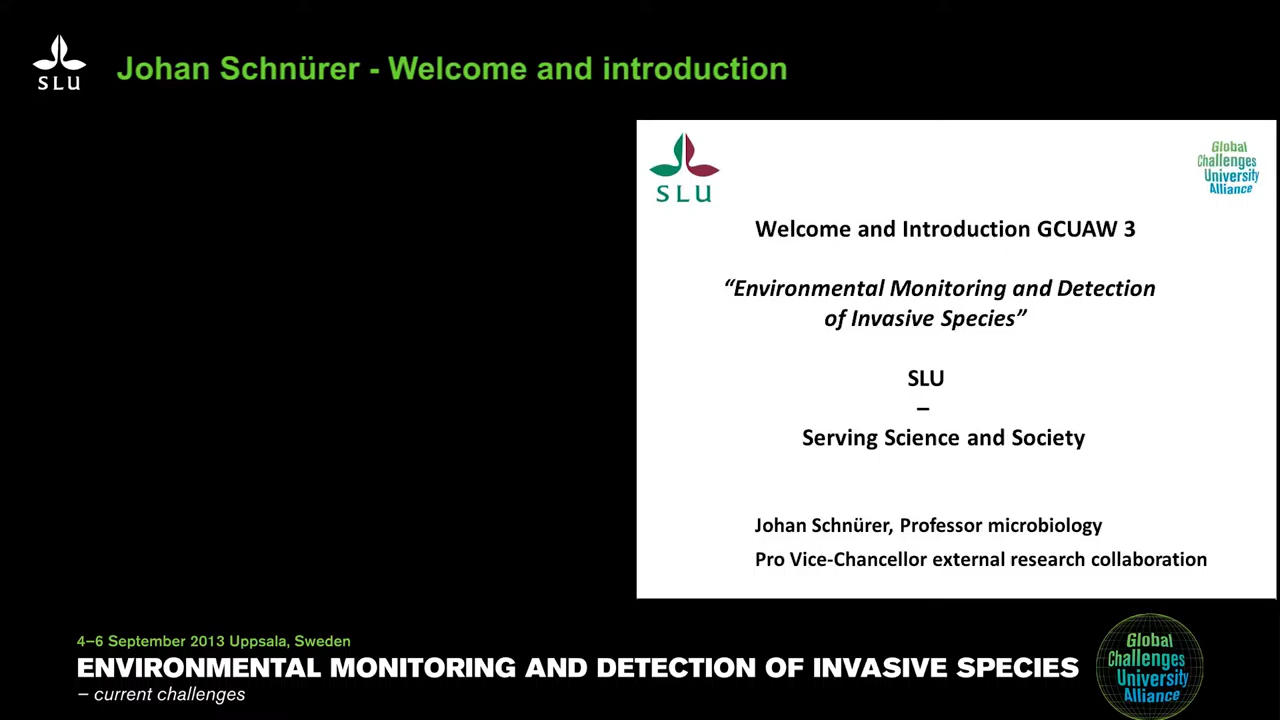 SLU
Johan Schnürer - Welcome and introduction
SLU
Global
Challenges
University
Alliance
Welcome and Introduction GCUAW 3
“Environmental Monitoring and Detection
of Invasive Species”
SLU
–
Serving Science and Society
Johan Schnürer, Professor microbiology
Pro Vice-Chancellor external research collaboration
4–6 September 2013 Uppsala, Sweden
ENVIRONMENTAL MONITORING AND DETECTION OF INVASIVE SPECIES
– current challenges
Global
Challenges
University
Alliance